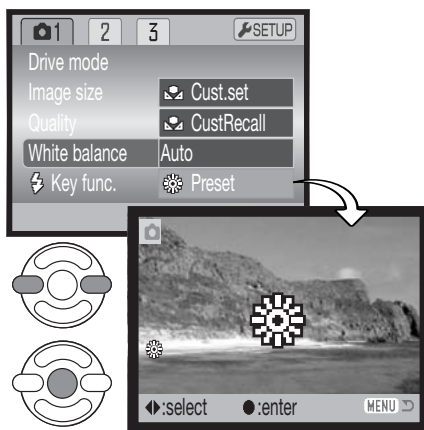 1 2 3 SETUP
Drive mode
Image size Cust.set
Quality CustRecall
White balance Auto
Key func. Preset
:select :enter MENU